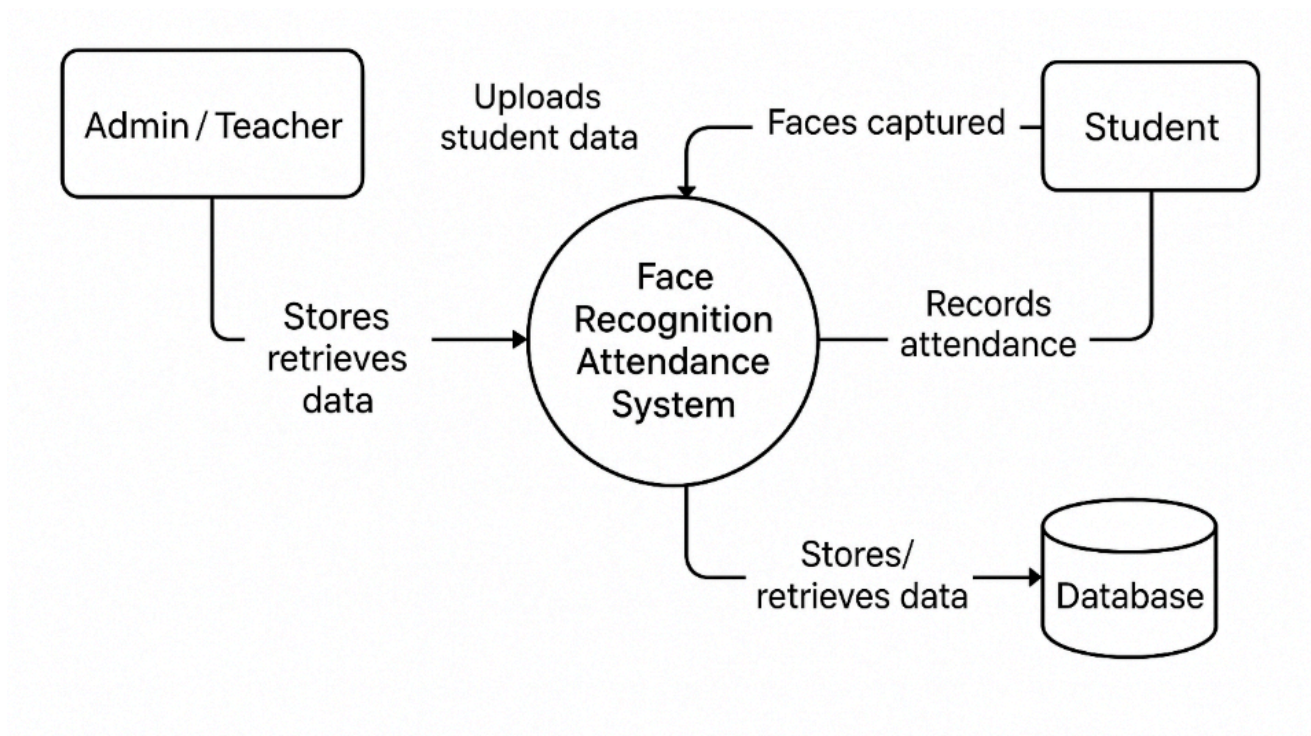 Admin / Teacher
Uploads
student data
Faces captured
Student
Face
Recognition
Attendance
System
Stores
retrieves
data
Records
attendance
Stores/
retrieves data
Database